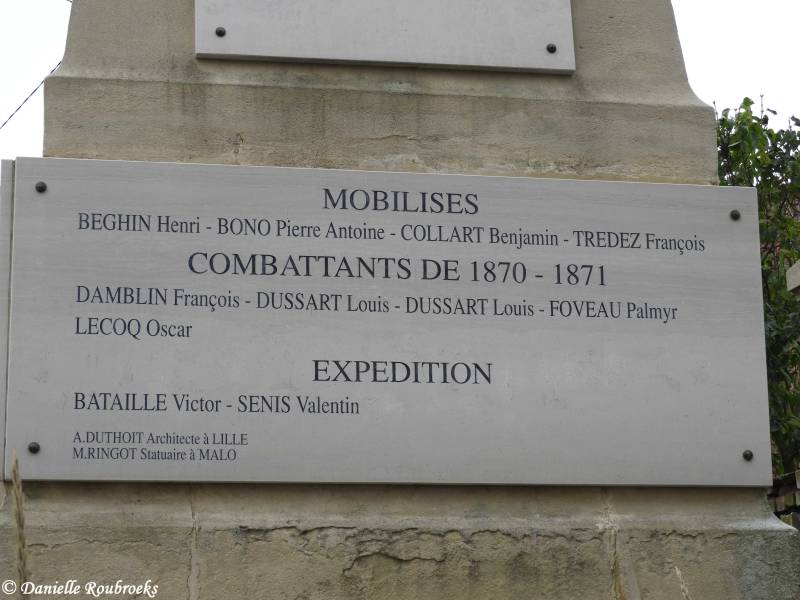 MOBILISES
BEGHIN Henri - BONO Pierre Antoine - COLLART Benjamin - TREDEZ François
COMBATTANTS DE 1870 - 1871
DAMBLIN François - DUSSART Louis - DUSSART Louis - FOVEAU Palmyr
LECOQ Oscar
EXPEDITION
BATAILLE Victor - SENIS Valentin
A.DUTHOIT Architecte à LILLE
M.RINGOT Statuaire à MALO
© Danielle Roubroeks